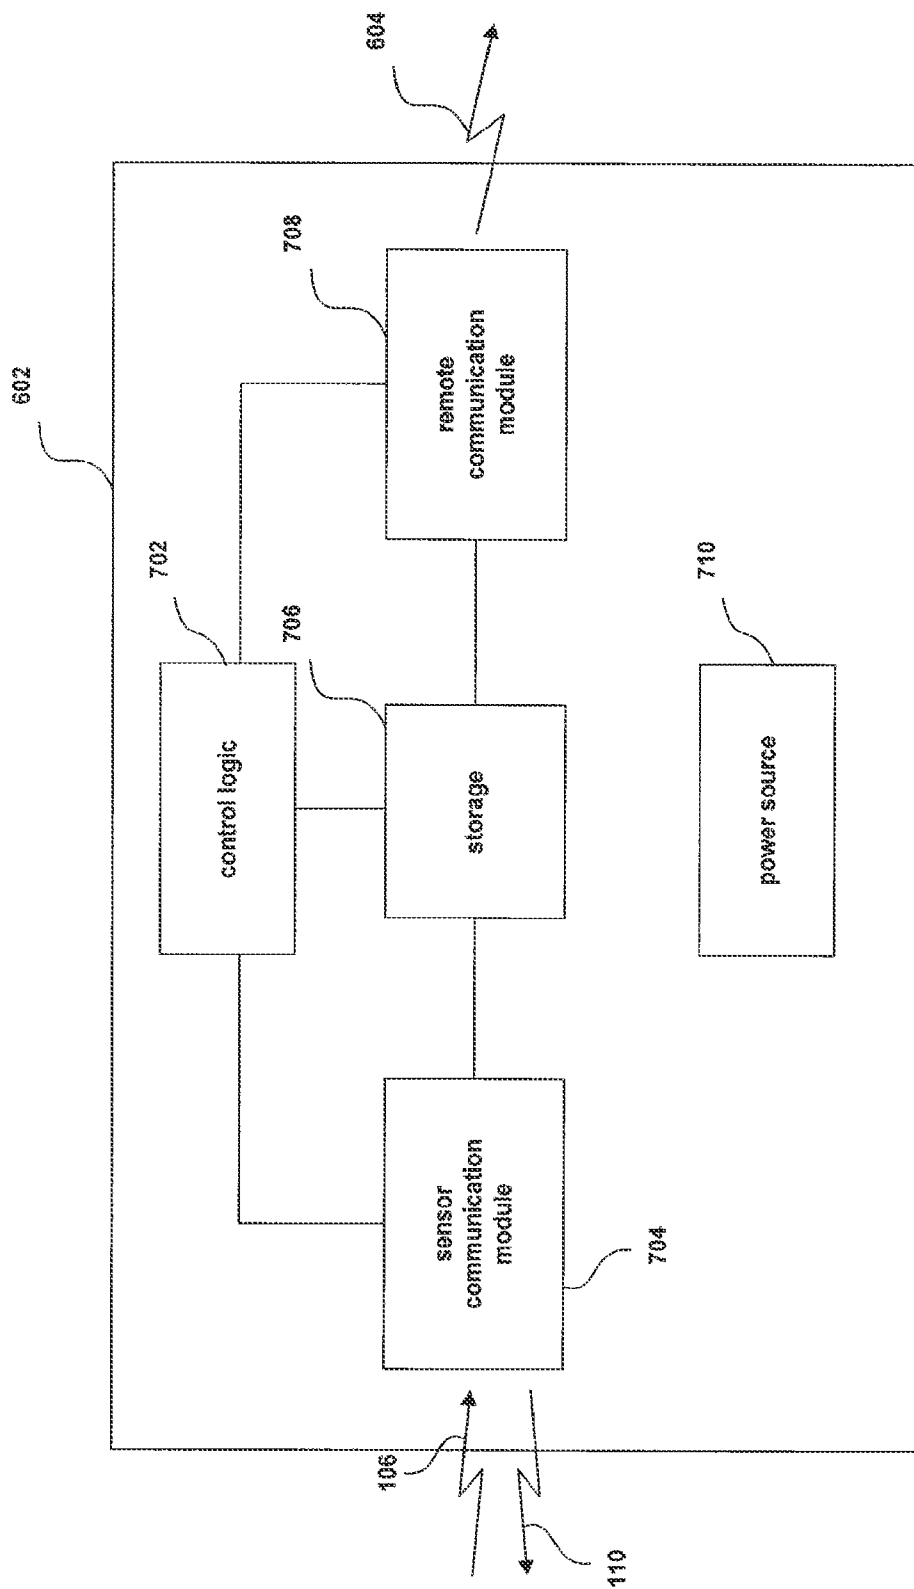 602
604
702
control logic
706
708
sensor
communication
module
storage
remote
communication
module
106
110
704
710
power source